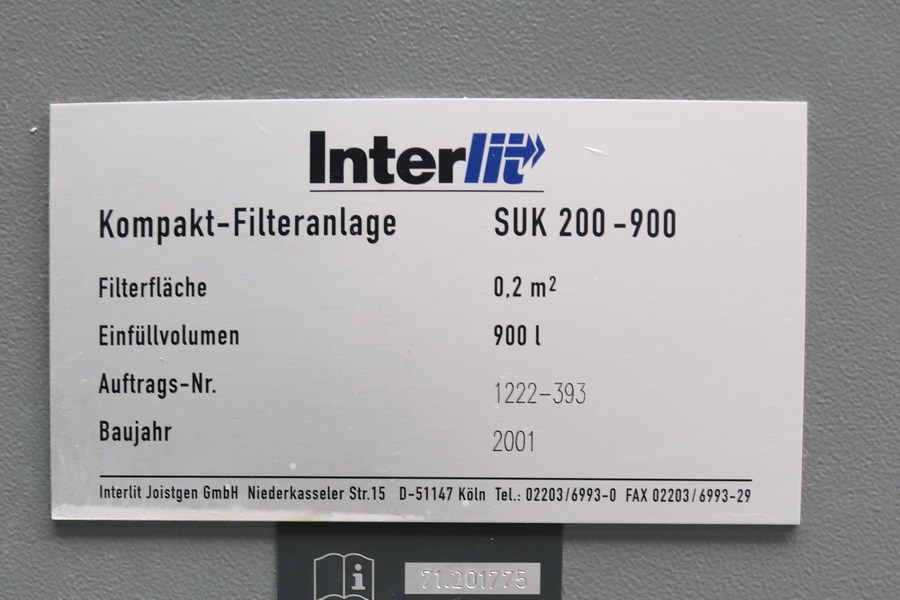 Interlit
Kompakt-Filteranlage SUK 200-900
Filterfläche 0,2 m²
Einfüllvolumen 900 l
Auftrags-Nr. 1222-393
Baujahr 2001
Interlit Joistgen GmbH Niederkasseler Str.15 D-51147 Köln Tel.: 02203/6993-0 FAX 02203/6993-29
i 71.201775